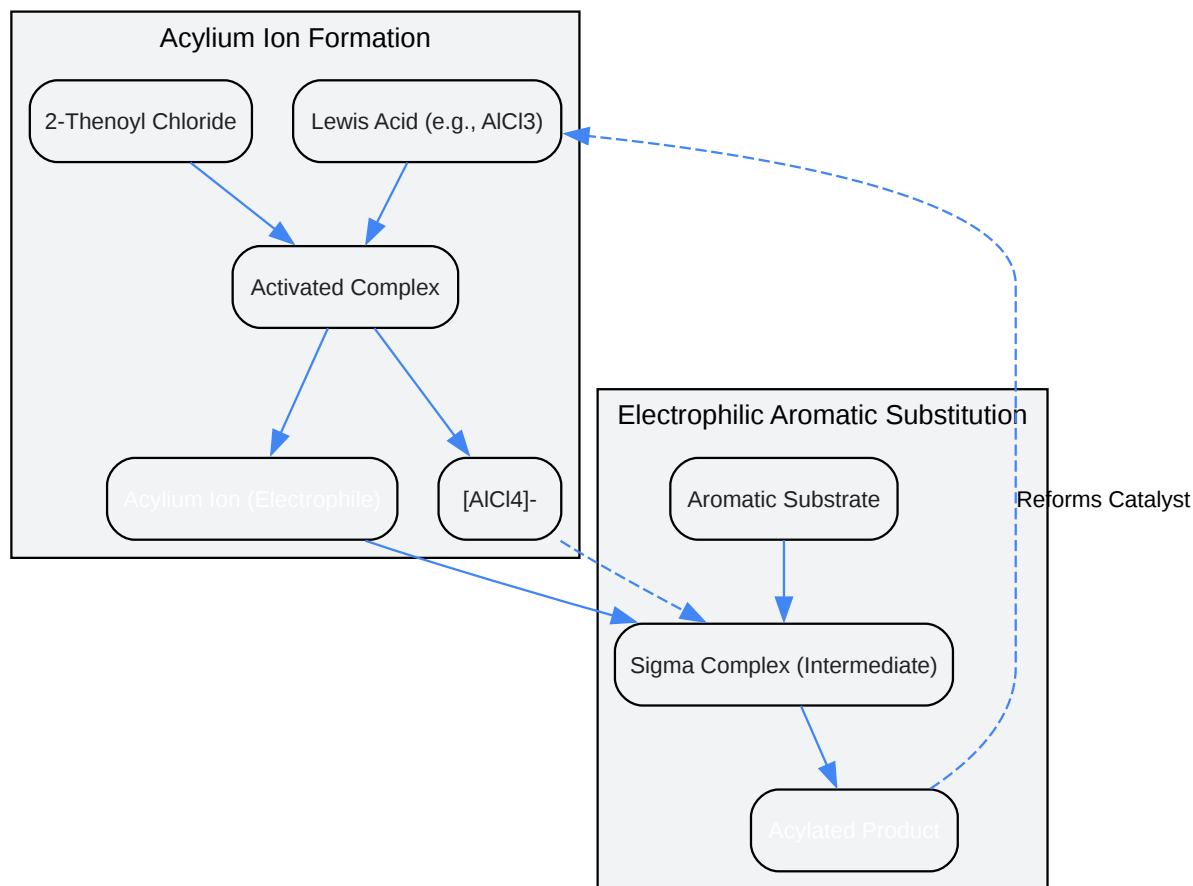 Acylium Ion Formation
2-Thenoyl Chloride
Lewis Acid (e.g., AlCl3)
Activated Complex
Acylium Ion (Electrophile)
[AlCl4]-
Electrophilic Aromatic Substitution
Aromatic Substrate
Reforms Catalyst
Sigma Complex (Intermediate)
Acylated Product